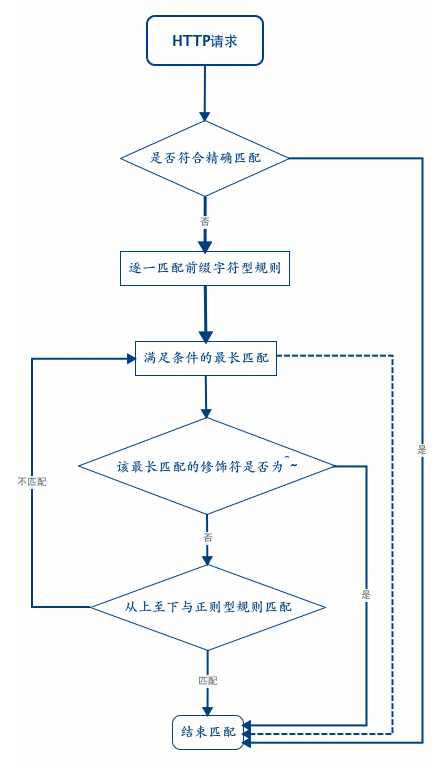 HTTP请求
是否符合精确匹配
否
逐一匹配前缀字符型规则
满足条件的最长匹配
是
该最长匹配的修饰符是否为^~
不匹配
否
是
从上至下与正则型规则匹配
匹配
结束匹配